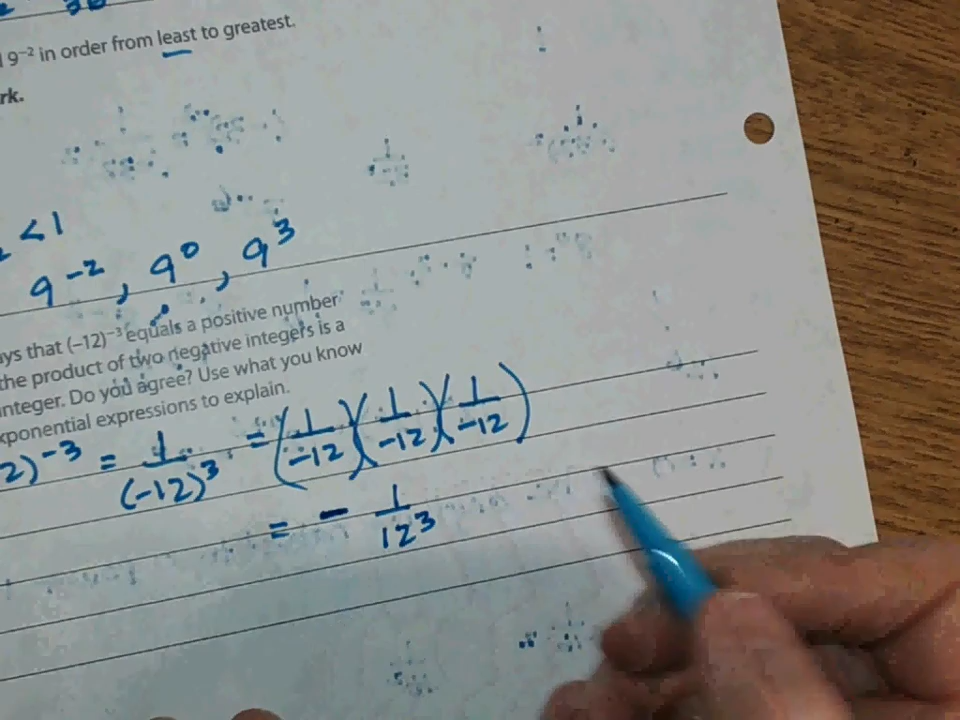 9⁻² in order from least to greatest.
rk.
< 1
9⁻², 9⁰, 9³
ays that (–12)⁻³ equals a positive number
the product of two negative integers is a
integer. Do you agree? Use what you know
xponential expressions to explain.
2)⁻³ = 1/(-12)³ = (1/-12)(1/-12)(1/-12)
= - 1/12³